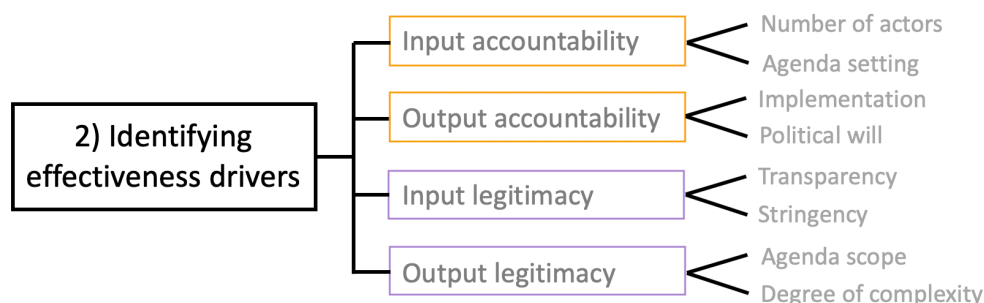 Number of actors
Input accountability
Agenda setting
Implementation
Output accountability
Political will
2) Identifying
effectiveness drivers
Transparency
Input legitimacy
Stringency
Agenda scope
Output legitimacy
Degree of complexity